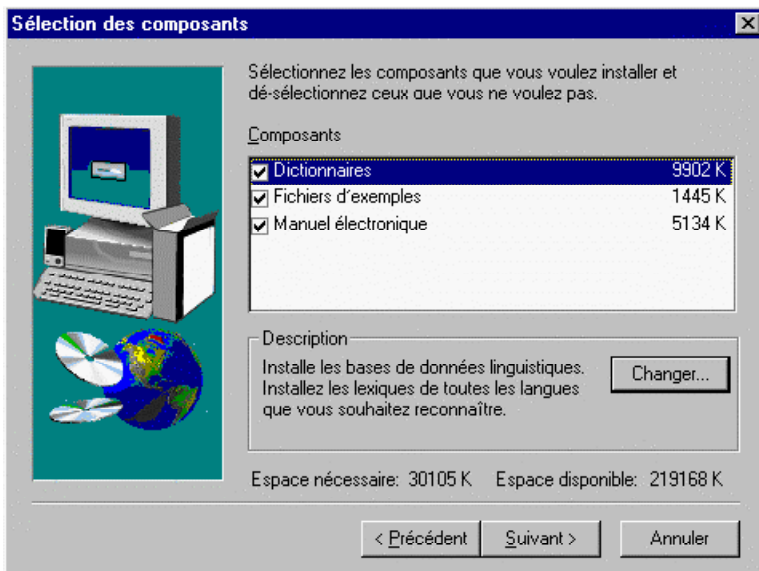 Sélection des composants
Sélectionnez les composants que vous voulez installer et
dé-sélectionnez ceux que vous ne voulez pas.
Composants
Dictionnaires 9902 K
Fichiers d'exemples 1445 K
Manuel électronique 5134 K
Description
Installe les bases de données linguistiques.
Installez les lexiques de toutes les langues
que vous souhaitez reconnaître.
Changer...
Espace nécessaire: 30105 K Espace disponible: 219168 K
< Précédent Suivant > Annuler